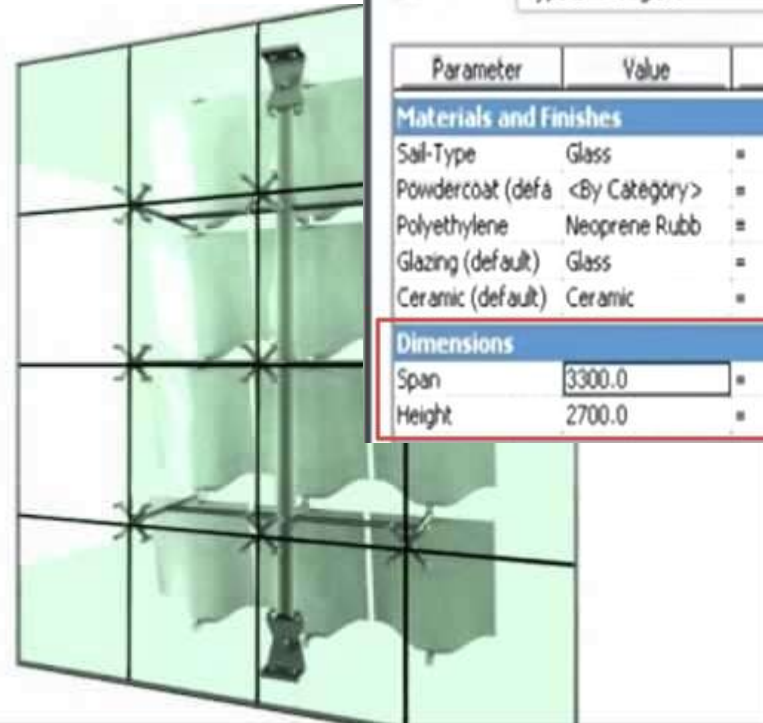 Parameter Value
Materials and Finishes
Sail-Type Glass =
Powdercoat (defa <By Category> =
Polyethylene Neoprene Rubb =
Glazing (default) Glass =
Ceramic (default) Ceramic =
Dimensions
Span 3300.0 =
Height 2700.0 =